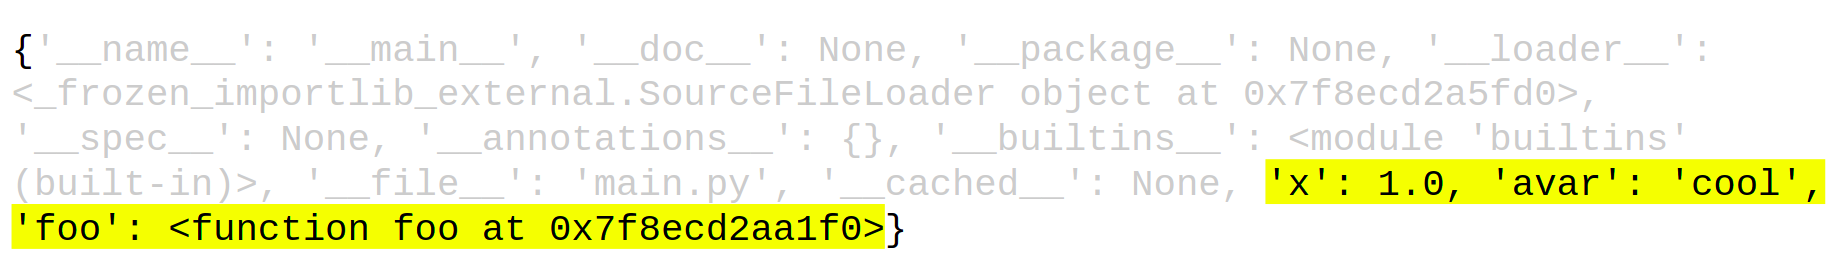 {'__name__': '__main__', '__doc__': None, '__package__': None, '__loader__':
<_frozen_importlib_external.SourceFileLoader object at 0x7f8ecd2a5fd0>,
'__spec__': None, '__annotations__': {}, '__builtins__': <module 'builtins'
(built-in)>, '__file__': 'main.py', '__cached__': None, 'x': 1.0, 'avar': 'cool',
'foo': <function foo at 0x7f8ecd2aa1f0>}